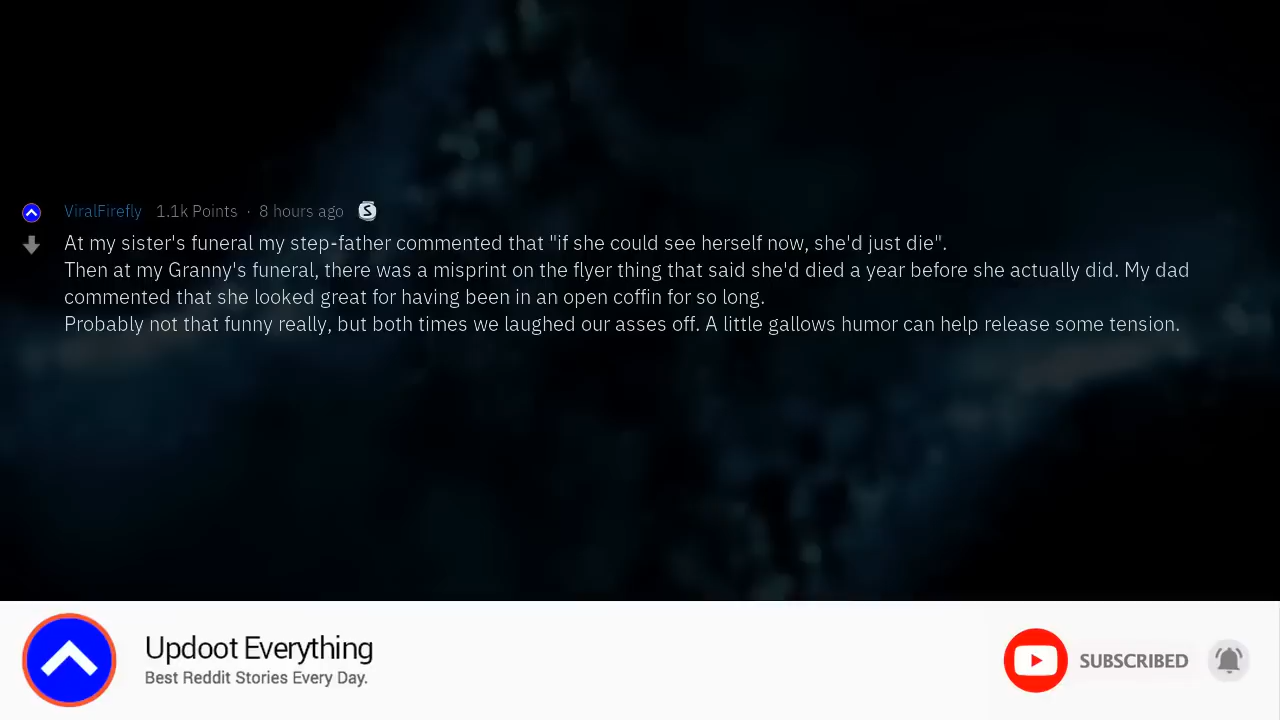 ViralFirefly 1.1k Points · 8 hours ago S
At my sister's funeral my step-father commented that "if she could see herself now, she'd just die".
Then at my Granny's funeral, there was a misprint on the flyer thing that said she'd died a year before she actually did. My dad
commented that she looked great for having been in an open coffin for so long.
Probably not that funny really, but both times we laughed our asses off. A little gallows humor can help release some tension.
Updoot Everything
Best Reddit Stories Every Day.
SUBSCRIBED